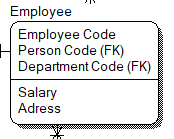 Employee
Employee Code
Person Code (FK)
Department Code (FK)
Salary
Adress